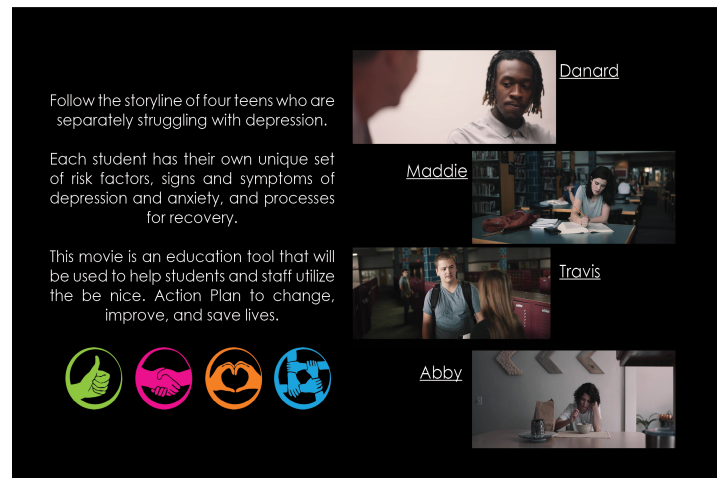 Follow the storyline of four teens who are
separately struggling with depression.
Each student has their own unique set
of risk factors, signs and symptoms of
depression and anxiety, and processes
for recovery.
This movie is an education tool that will
be used to help students and staff utilize
the be nice. Action Plan to change,
improve, and save lives.
Danard
Maddie
Travis
Abby